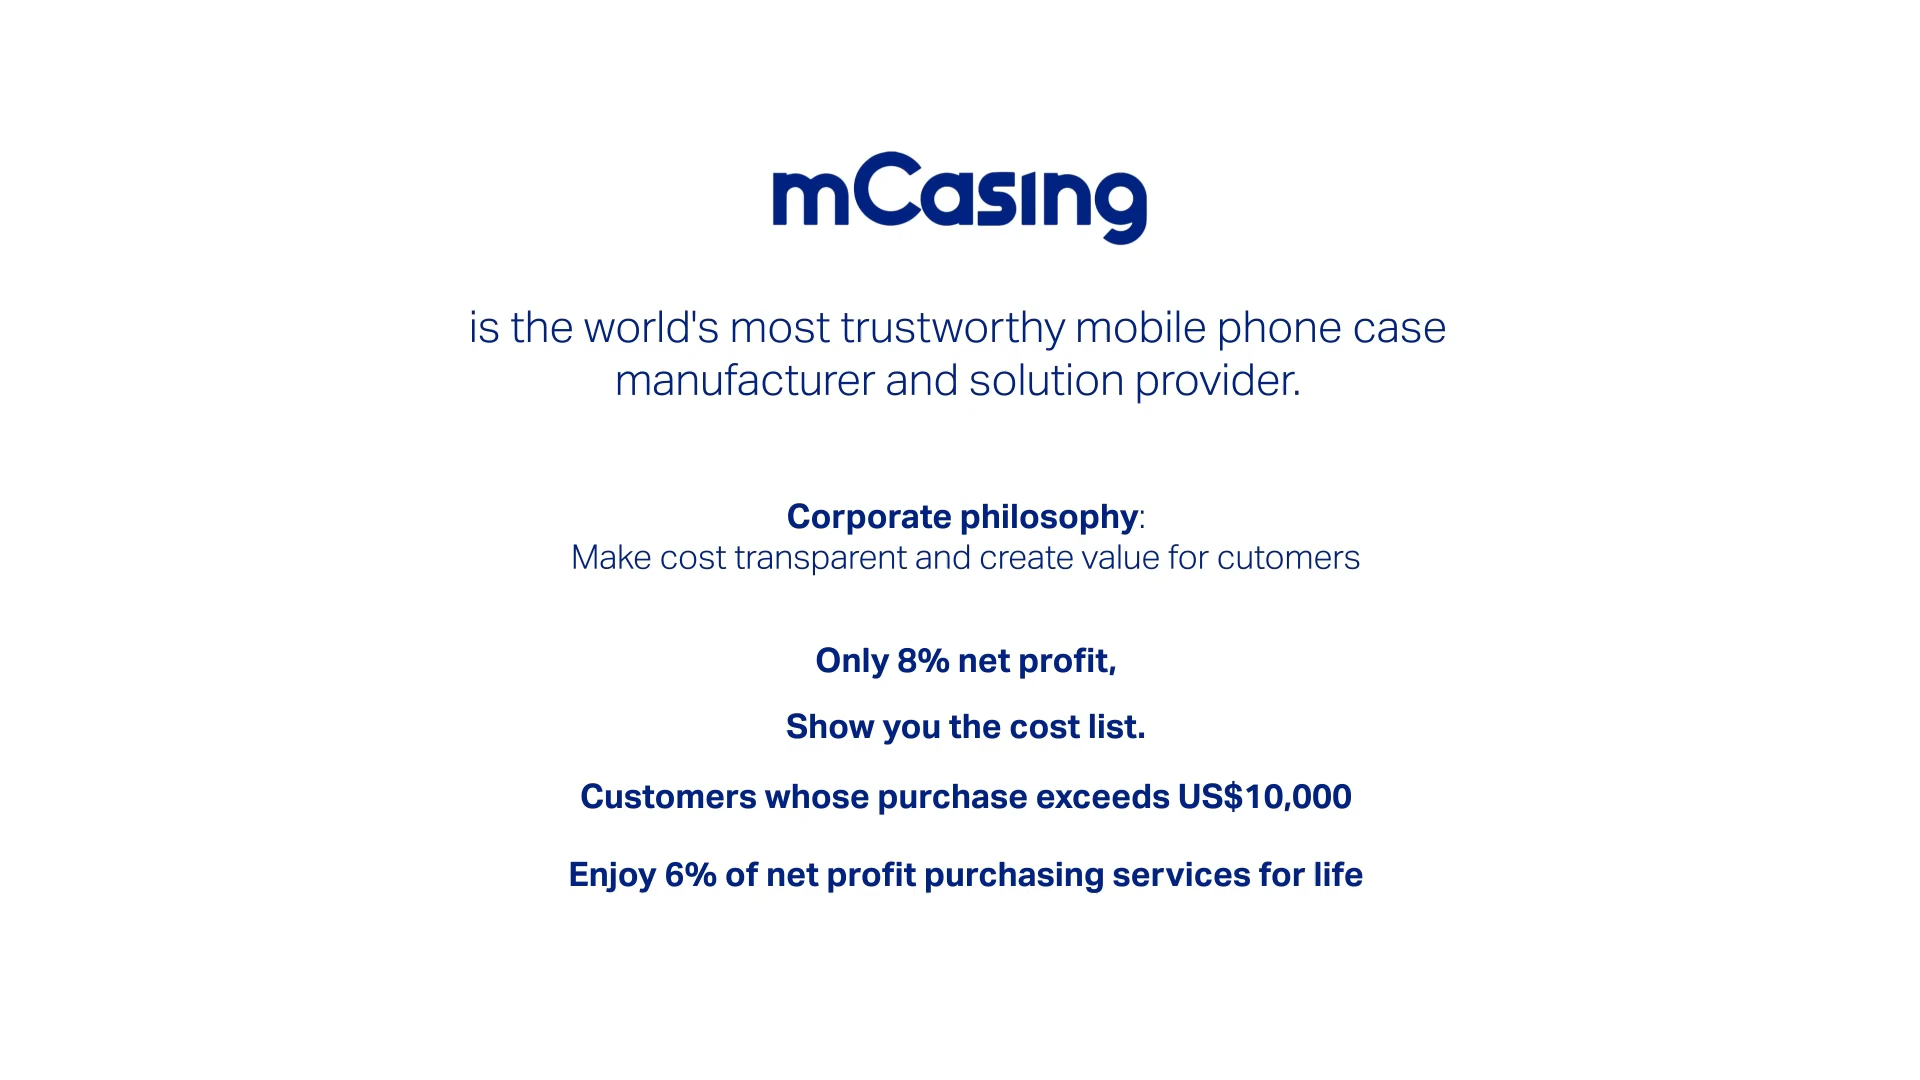 mCasing
is the world's most trustworthy mobile phone case
manufacturer and solution provider.
Corporate philosophy:
Make cost transparent and create value for cutomers
Only 8% net profit,
Show you the cost list.
Customers whose purchase exceeds US$10,000
Enjoy 6% of net profit purchasing services for life